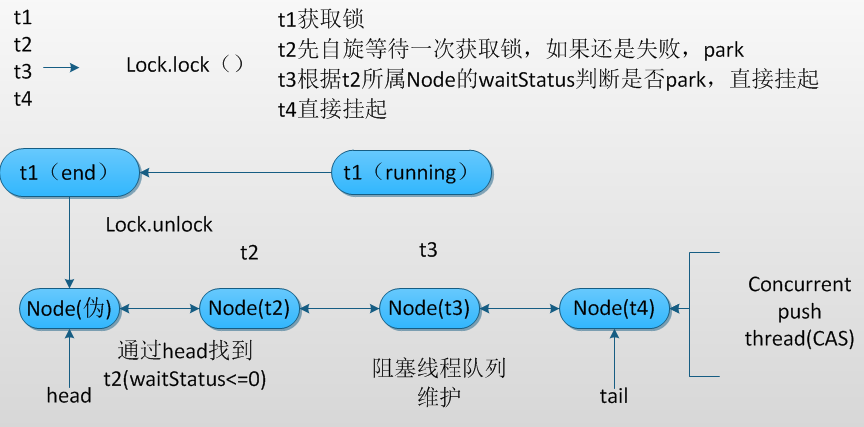 t1
t2
t3
t4
Lock.lock（）
t1获取锁
t2先自旋等待一次获取锁，如果还是失败，park
t3根据t2所属Node的waitStatus判断是否park，直接挂起
t4直接挂起
t1（end）
t1（running）
Lock.unlock
t2
t3
Node(伪)
Node(t2)
Node(t3)
Node(t4)
Concurrent
push
thread(CAS)
通过head找到
t2(waitStatus<=0)
阻塞线程队列
维护
head
tail